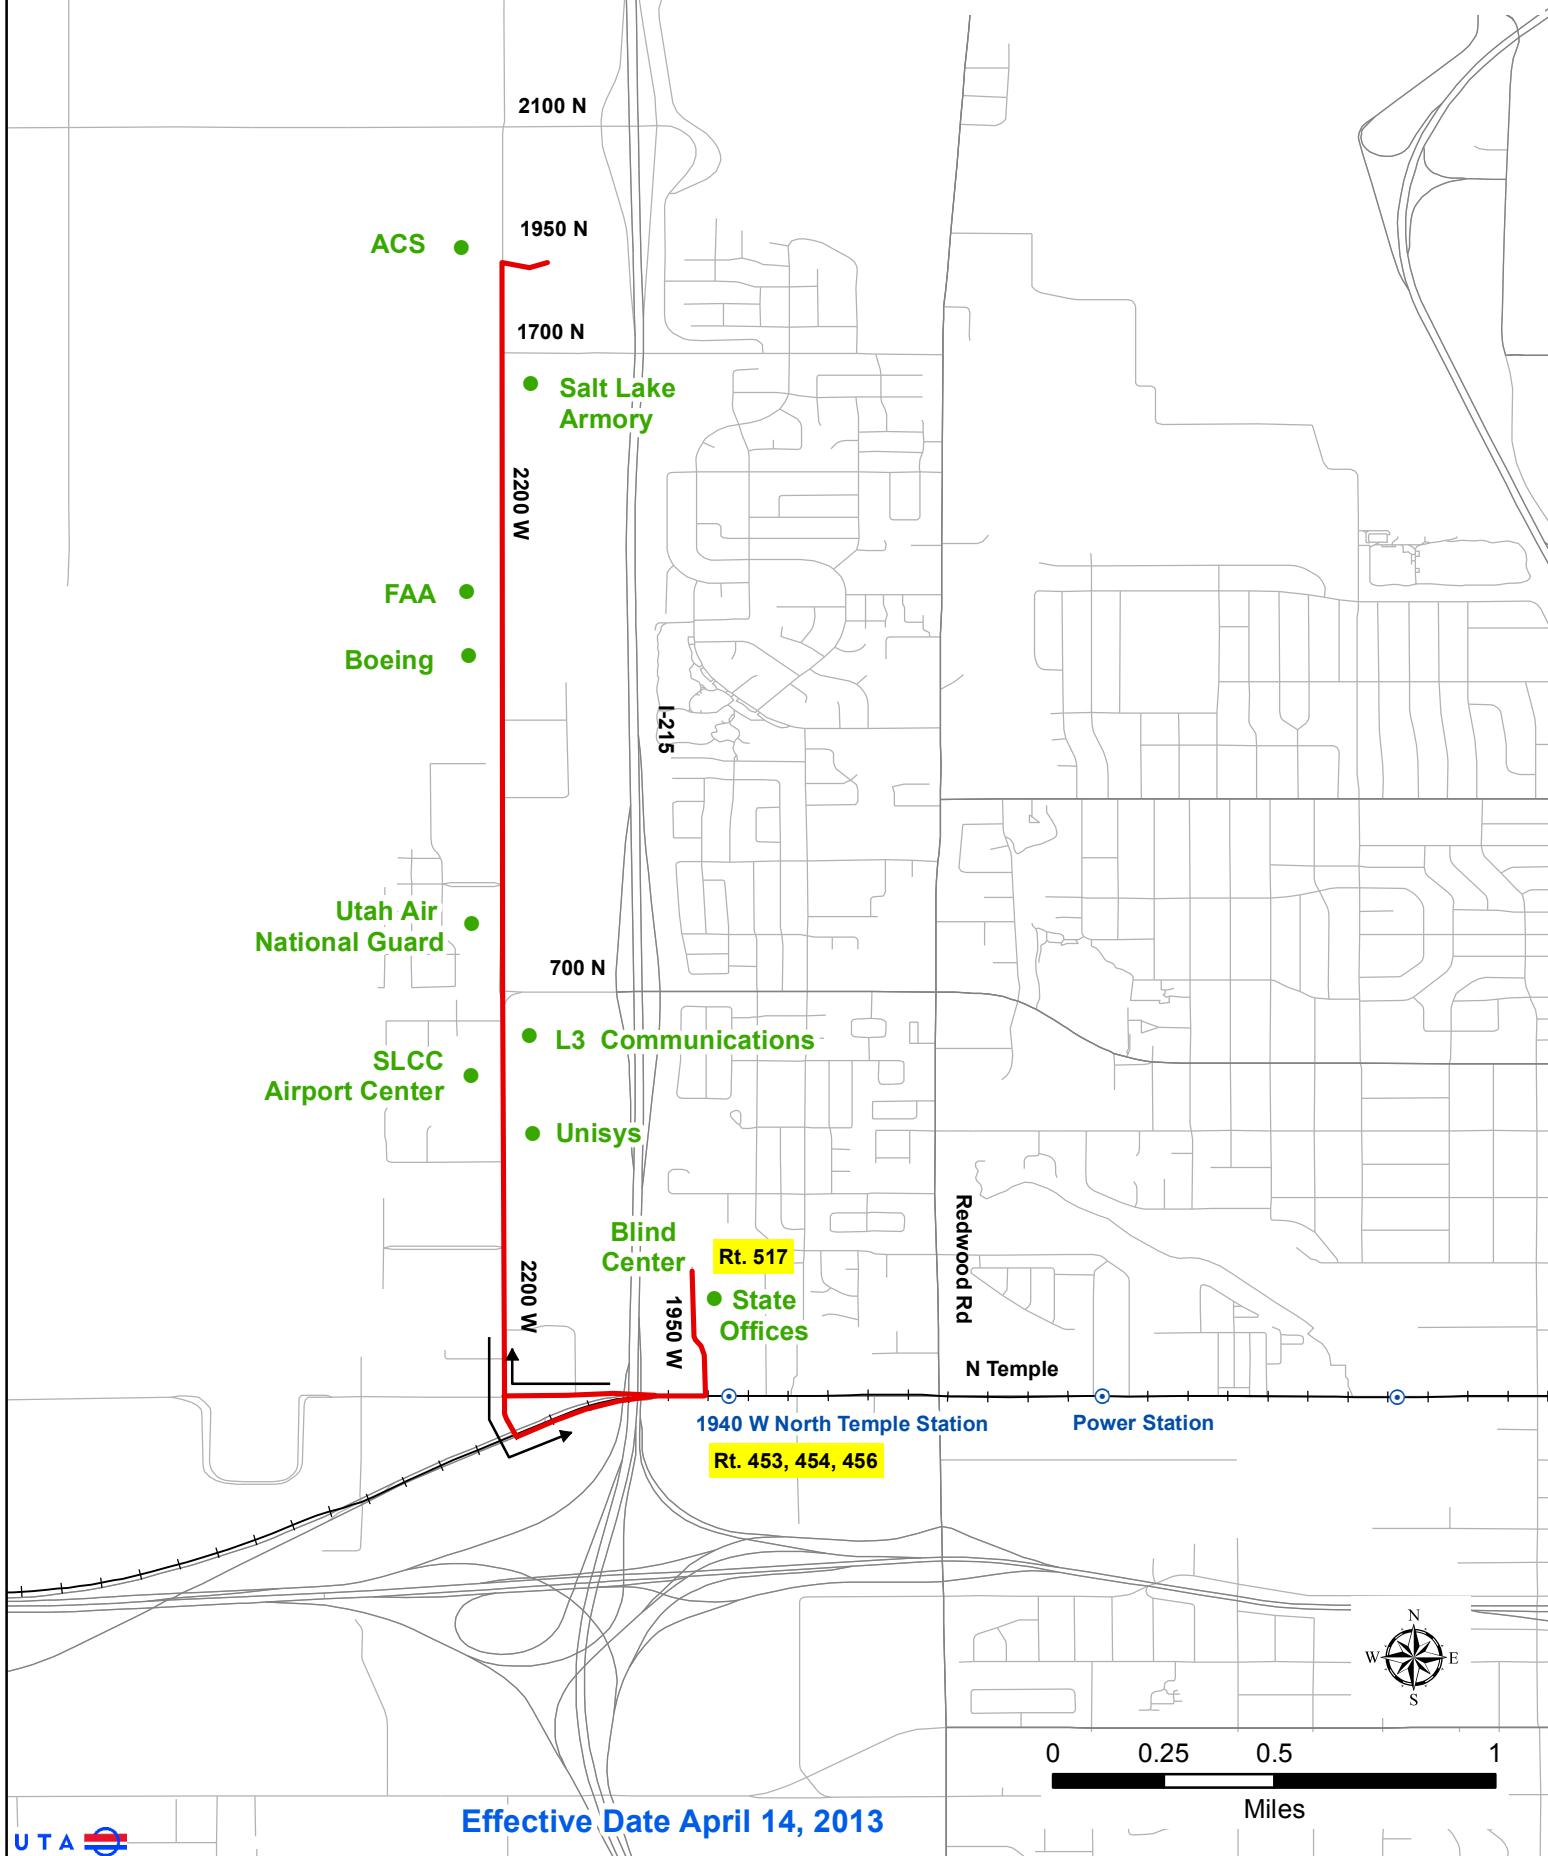 2100 N
1950 N
ACS
1700 N
Salt Lake
Armory
2200 W
FAA
Boeing
I-215
Utah Air
National Guard
700 N
L3 Communications
SLCC
Airport Center
Unisys
Redwood Rd
Blind
Center
Rt. 517
2200 W
1950 W
State
Offices
N Temple
1940 W North Temple Station
Power Station
Rt. 453, 454, 456
N
W E
S
0 0.25 0.5 1
Miles
Effective Date April 14, 2013
UTA